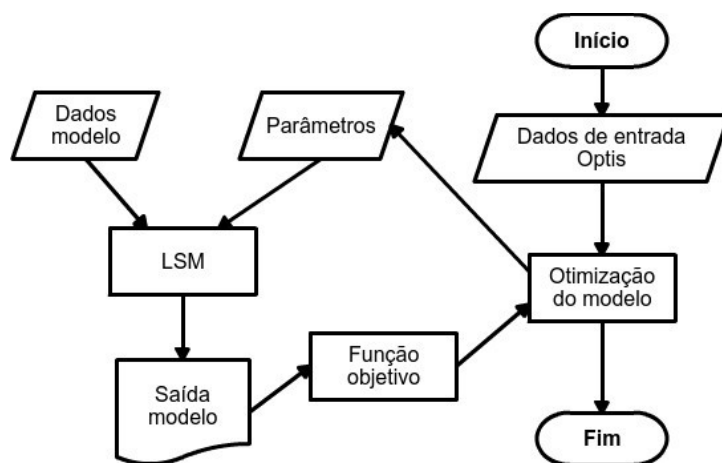 Início
Dados
modelo
Parâmetros
Dados de entrada
Optis
LSM
Otimização
do modelo
Função
objetivo
Saída
modelo
Fim